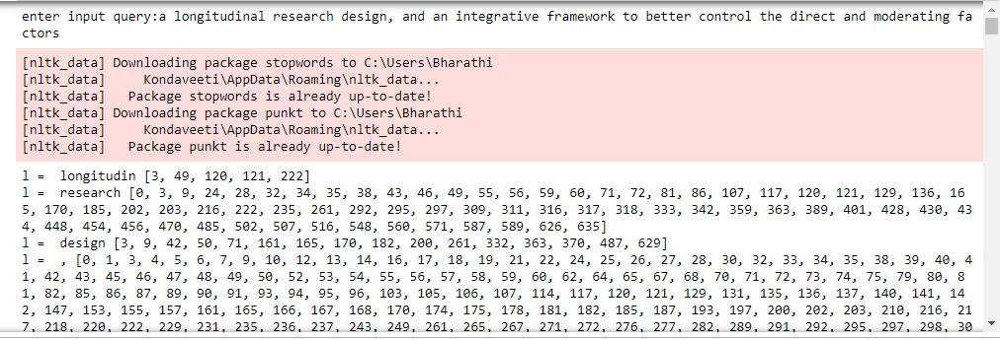 enter input query:a longitudinal research design, and an integrative framework to better control the direct and moderating fa
ctors
[nltk_data] Downloading package stopwords to C:\Users\Bharathi
[nltk_data]     Kondaveeti\AppData\Roaming\nltk_data...
[nltk_data]   Package stopwords is already up-to-date!
[nltk_data] Downloading package punkt to C:\Users\Bharathi
[nltk_data]     Kondaveeti\AppData\Roaming\nltk_data...
[nltk_data]   Package punkt is already up-to-date!
l =  longitudin [3, 49, 120, 121, 222]
l =  research [0, 3, 9, 24, 28, 32, 34, 35, 38, 43, 46, 49, 55, 56, 59, 60, 71, 72, 81, 86, 107, 117, 120, 121, 129, 136, 16
5, 170, 185, 202, 203, 216, 222, 235, 261, 292, 295, 297, 309, 311, 316, 317, 318, 333, 342, 359, 363, 389, 401, 428, 430, 43
4, 448, 454, 456, 470, 485, 502, 507, 516, 548, 560, 571, 587, 589, 626, 635]
l =  design [3, 9, 42, 50, 71, 161, 165, 170, 182, 200, 261, 332, 363, 370, 487, 629]
l =  , [0, 1, 3, 4, 5, 6, 7, 9, 10, 12, 13, 14, 16, 17, 18, 19, 21, 22, 24, 25, 26, 27, 28, 30, 32, 33, 34, 35, 38, 39, 40, 4
1, 42, 43, 45, 46, 47, 48, 49, 50, 52, 53, 54, 55, 56, 57, 58, 59, 60, 62, 64, 65, 67, 68, 70, 71, 72, 73, 74, 75, 79, 80, 8
1, 82, 85, 86, 87, 89, 90, 91, 93, 94, 95, 96, 103, 105, 106, 107, 114, 117, 120, 121, 129, 131, 135, 136, 137, 140, 141, 14
2, 147, 153, 155, 157, 161, 165, 166, 167, 168, 170, 174, 175, 178, 181, 182, 185, 187, 193, 197, 200, 202, 203, 210, 216, 21
7, 218, 220, 222, 229, 231, 235, 236, 237, 243, 249, 261, 265, 267, 271, 272, 276, 277, 282, 289, 291, 292, 295, 297, 298, 30